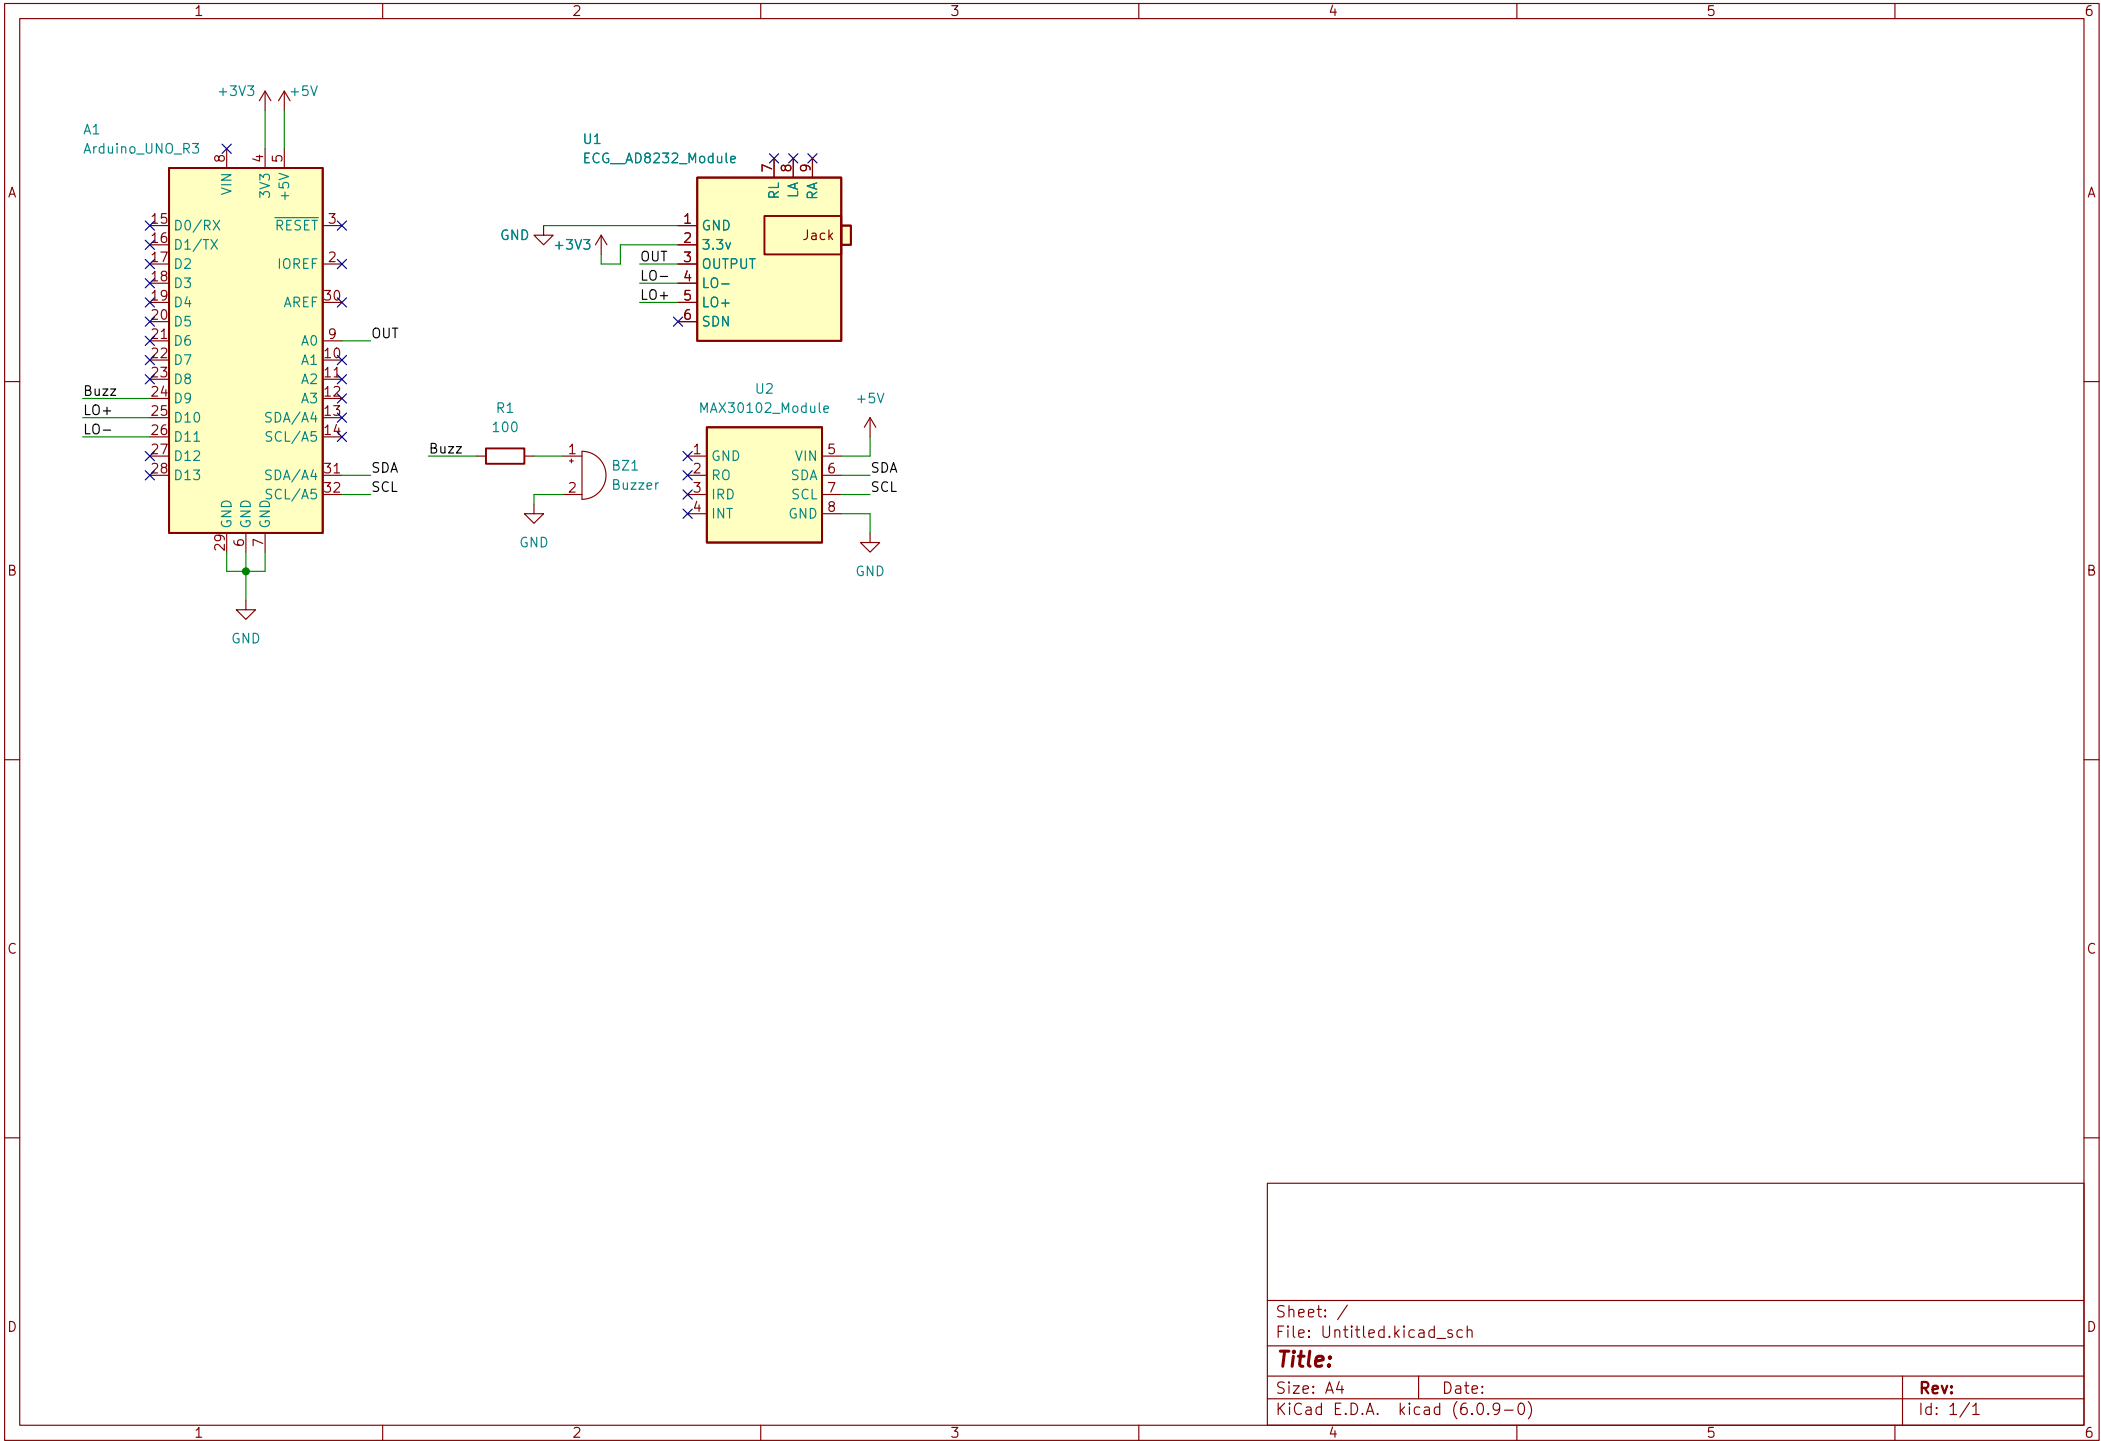 1 2 3 4 5 6
A
B
C
D
A
B
C
D
1 2 3 4 5 6
+3V3
+5V
A1
Arduino_UNO_R3
8 4 5
VIN 3V3 +5V
15 D0/RX
16 D1/TX
17 D2
18 D3
19 D4
20 D5
21 D6
22 D7
23 D8
Buzz 24 D9
LO+ 25 D10
LO- 26 D11
27 D12
28 D13
RESET 3
IOREF 2
AREF 30
A0 9 OUT
A1 10
A2 11
A3 12
SDA/A4 13
SCL/A5 14
SDA/A4 31 SDA
SCL/A5 32 SCL
GND GND GND
29 6 7
GND
U1
ECG__AD8232_Module
7 8 9
RL LA RA
GND
+3V3
1 GND
2 3.3v
OUT 3 OUTPUT
LO- 4 LO-
LO+ 5 LO+
6 SDN
Jack
R1
100
Buzz
1
+
2
BZ1
Buzzer
GND
U2
MAX30102_Module
+5V
1 GND
2 RO
3 IRD
4 INT
VIN 5
SDA 6 SDA
SCL 7 SCL
GND 8
GND
Sheet: /
File: Untitled.kicad_sch
Title:
Size: A4 Date: Rev:
KiCad E.D.A. kicad (6.0.9-0) Id: 1/1